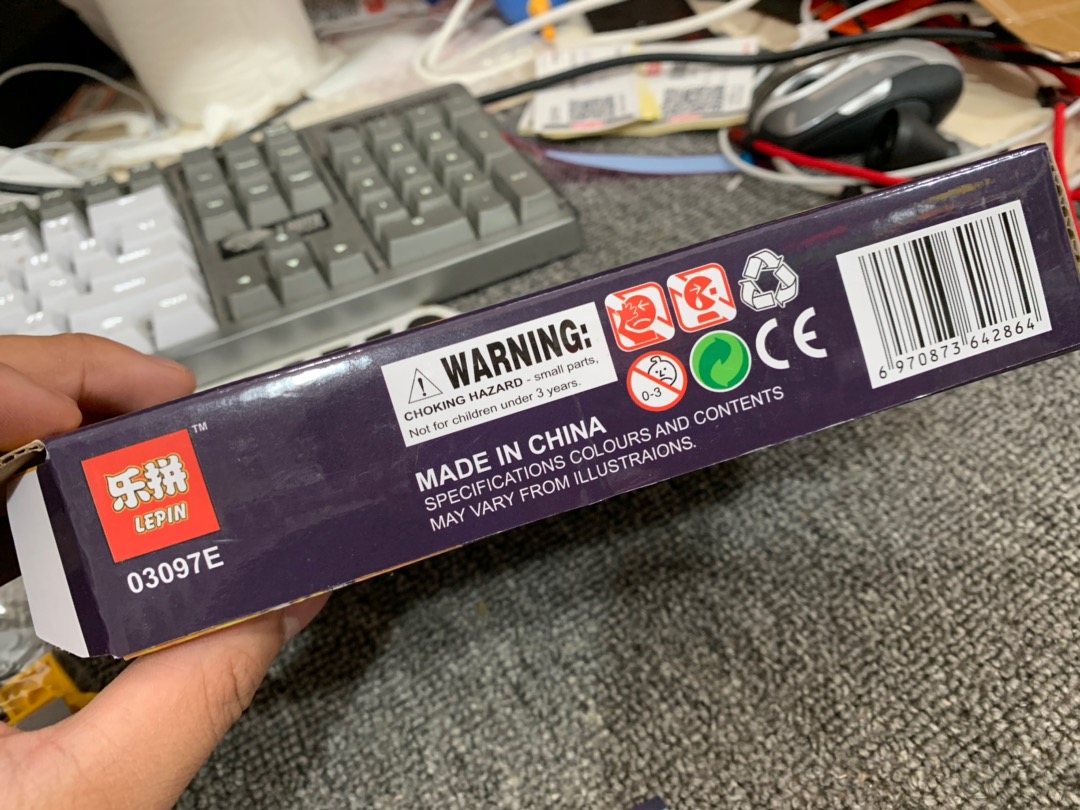 WARNING:
CHOKING HAZARD - small parts,
Not for children under 3 years.
0-3
CE
6 970873 642864
MADE IN CHINA
SPECIFICATIONS COLOURS AND CONTENTS
MAY VARY FROM ILLUSTRAIONS.
乐拼
TM
LEPIN
03097E